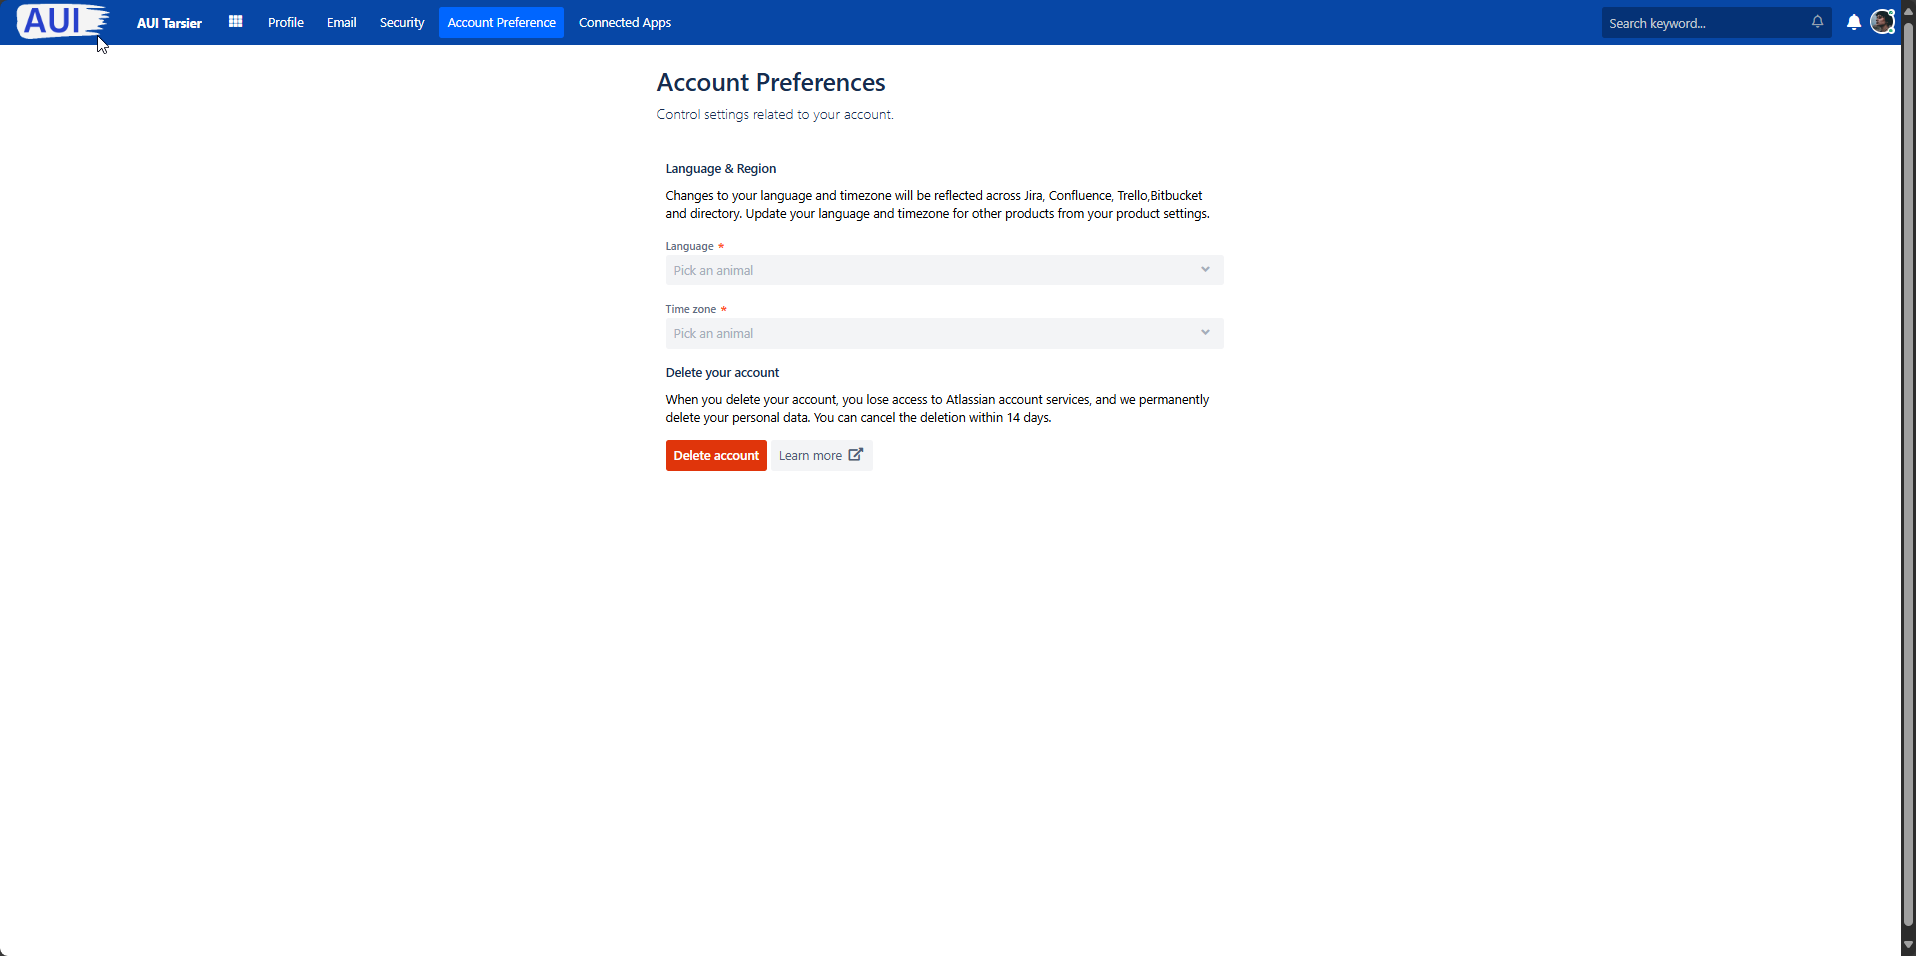 AUI
AUI Tarsier
Profile
Email
Security
Account Preference
Connected Apps
Search keyword...
Account Preferences
Control settings related to your account.
Language & Region
Changes to your language and timezone will be reflected across Jira, Confluence, Trello,Bitbucket
and directory. Update your language and timezone for other products from your product settings.
Language *
Pick an animal
Time zone *
Pick an animal
Delete your account
When you delete your account, you lose access to Atlassian account services, and we permanently
delete your personal data. You can cancel the deletion within 14 days.
Delete account
Learn more